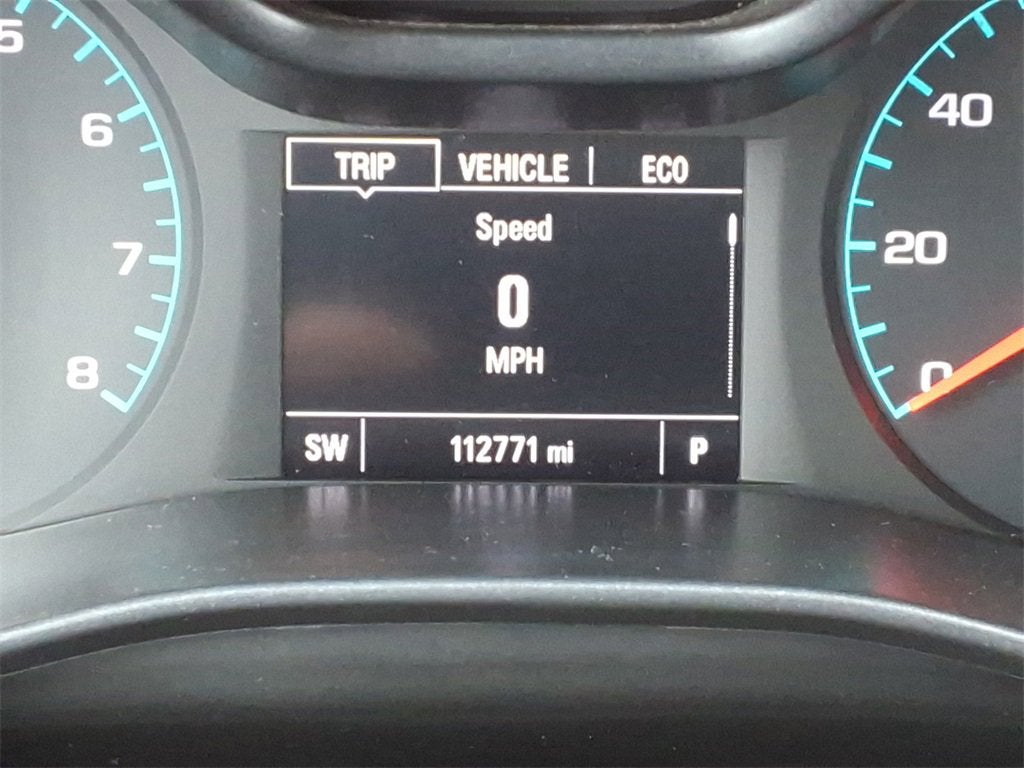 5
6
7
8
TRIP VEHICLE ECO
Speed
0
MPH
SW 112771 mi P
40
20
0